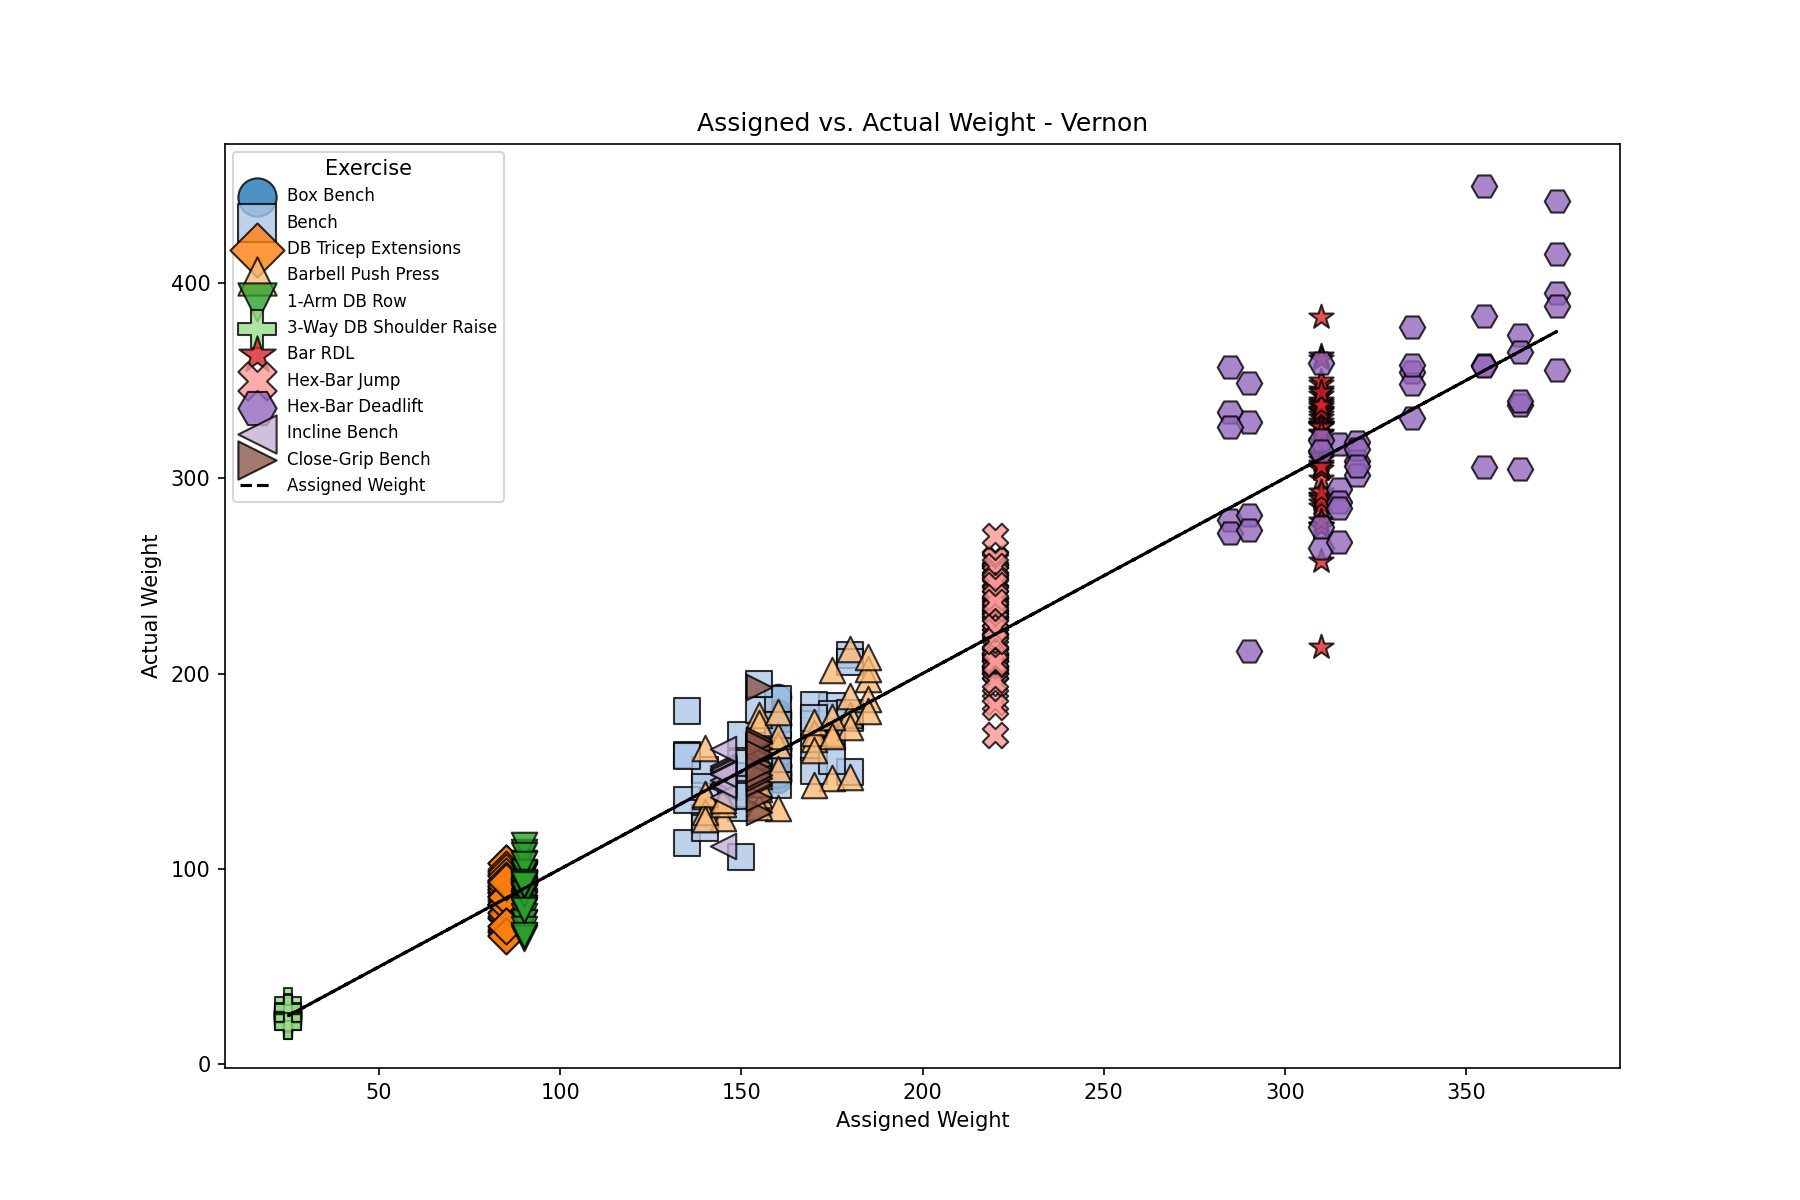 Assigned vs. Actual Weight - Vernon
Exercise
Box Bench
Bench
DB Tricep Extensions
Barbell Push Press
1-Arm DB Row
3-Way DB Shoulder Raise
Bar RDL
Hex-Bar Jump
Hex-Bar Deadlift
Incline Bench
Close-Grip Bench
Assigned Weight
Actual Weight
400
300
200
100
0
50 100 150 200 250 300 350
Assigned Weight